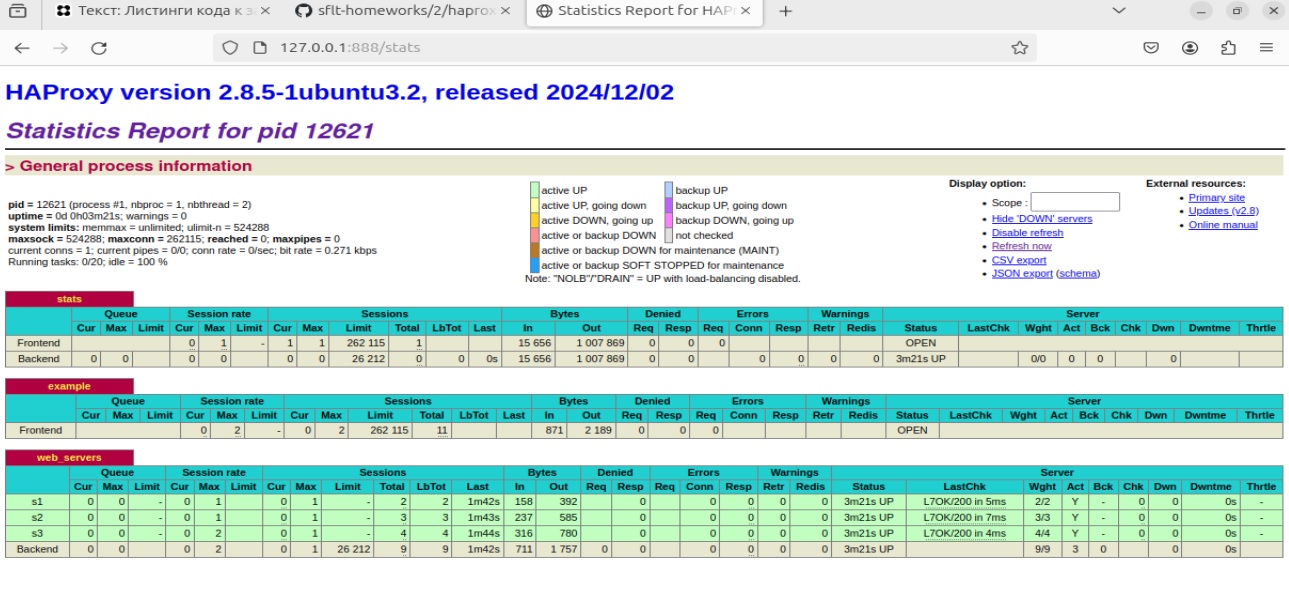 Текст: Листинги кода к за
sflt-homeworks/2/haprox
Statistics Report for HAPr
127.0.0.1:888/stats
HAProxy version 2.8.5-1ubuntu3.2, released 2024/12/02
Statistics Report for pid 12621
> General process information
pid = 12621 (process #1, nbproc = 1, nbthread = 2)
uptime = 0d 0h03m21s; warnings = 0
system limits: memmax = unlimited; ulimit-n = 524288
maxsock = 524288; maxconn = 262115; reached = 0; maxpipes = 0
current conns = 1; current pipes = 0/0; conn rate = 0/sec; bit rate = 0.271 kbps
Running tasks: 0/20; idle = 100 %
active UP backup UP
active UP, going down backup UP, going down
active DOWN, going up backup DOWN, going up
active or backup DOWN not checked
active or backup DOWN for maintenance (MAINT)
active or backup SOFT STOPPED for maintenance
Note: "NOLB"/"DRAIN" = UP with load-balancing disabled.
Display option:
Scope :
Hide 'DOWN' servers
Disable refresh
Refresh now
CSV export
JSON export (schema)
External resources:
Primary site
Updates (v2.8)
Online manual
stats
Queue Session rate Sessions Bytes Denied Errors Warnings Server
Cur Max Limit Cur Max Limit Cur Max Limit Total LbTot Last In Out Req Resp Req Conn Resp Retr Redis Status LastChk Wght Act Bck Chk Dwn Dwntme Thrtle
Frontend 0 1 - 1 1 262 115 1 15 656 1 007 869 0 0 0 OPEN
Backend 0 0 0 0 0 0 26 212 0 0 0s 15 656 1 007 869 0 0 0 0 0 0 3m21s UP 0/0 0 0 0
example
Queue Session rate Sessions Bytes Denied Errors Warnings Server
Cur Max Limit Cur Max Limit Cur Max Limit Total LbTot Last In Out Req Resp Req Conn Resp Retr Redis Status LastChk Wght Act Bck Chk Dwn Dwntme Thrtle
Frontend 0 2 - 0 2 262 115 11 871 2 189 0 0 0 OPEN
web_servers
Queue Session rate Sessions Bytes Denied Errors Warnings Server
Cur Max Limit Cur Max Limit Cur Max Limit Total LbTot Last In Out Req Resp Req Conn Resp Retr Redis Status LastChk Wght Act Bck Chk Dwn Dwntme Thrtle
s1 0 0 - 0 1 0 1 - 2 2 1m42s 158 392 0 0 0 0 0 3m21s UP L7OK/200 in 5ms 2/2 Y - 0 0 0s -
s2 0 0 - 0 1 0 1 - 3 3 1m43s 237 585 0 0 0 0 0 3m21s UP L7OK/200 in 7ms 3/3 Y - 0 0 0s -
s3 0 0 - 0 2 0 1 - 4 4 1m44s 316 780 0 0 0 0 0 3m21s UP L7OK/200 in 4ms 4/4 Y - 0 0 0s -
Backend 0 0 0 2 0 1 26 212 9 9 1m42s 711 1 757 0 0 0 0 0 0 3m21s UP 9/9 3 0 0 0s